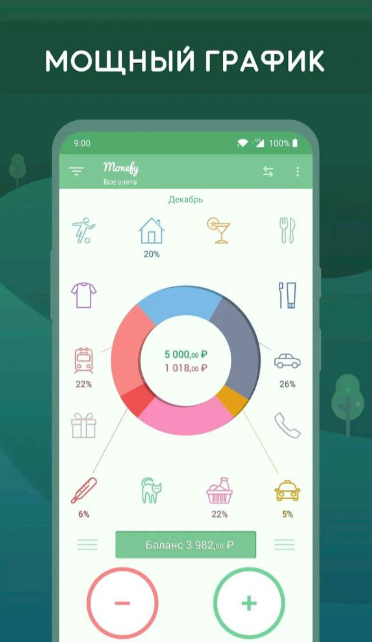 МОЩНЫЙ ГРАФИК
9:00
100%
Monefy
Все счета
Декабрь
20%
5 000,00 ₽
1 018,00 ₽
22%
26%
6%
22%
5%
Баланс 3 982,00 ₽